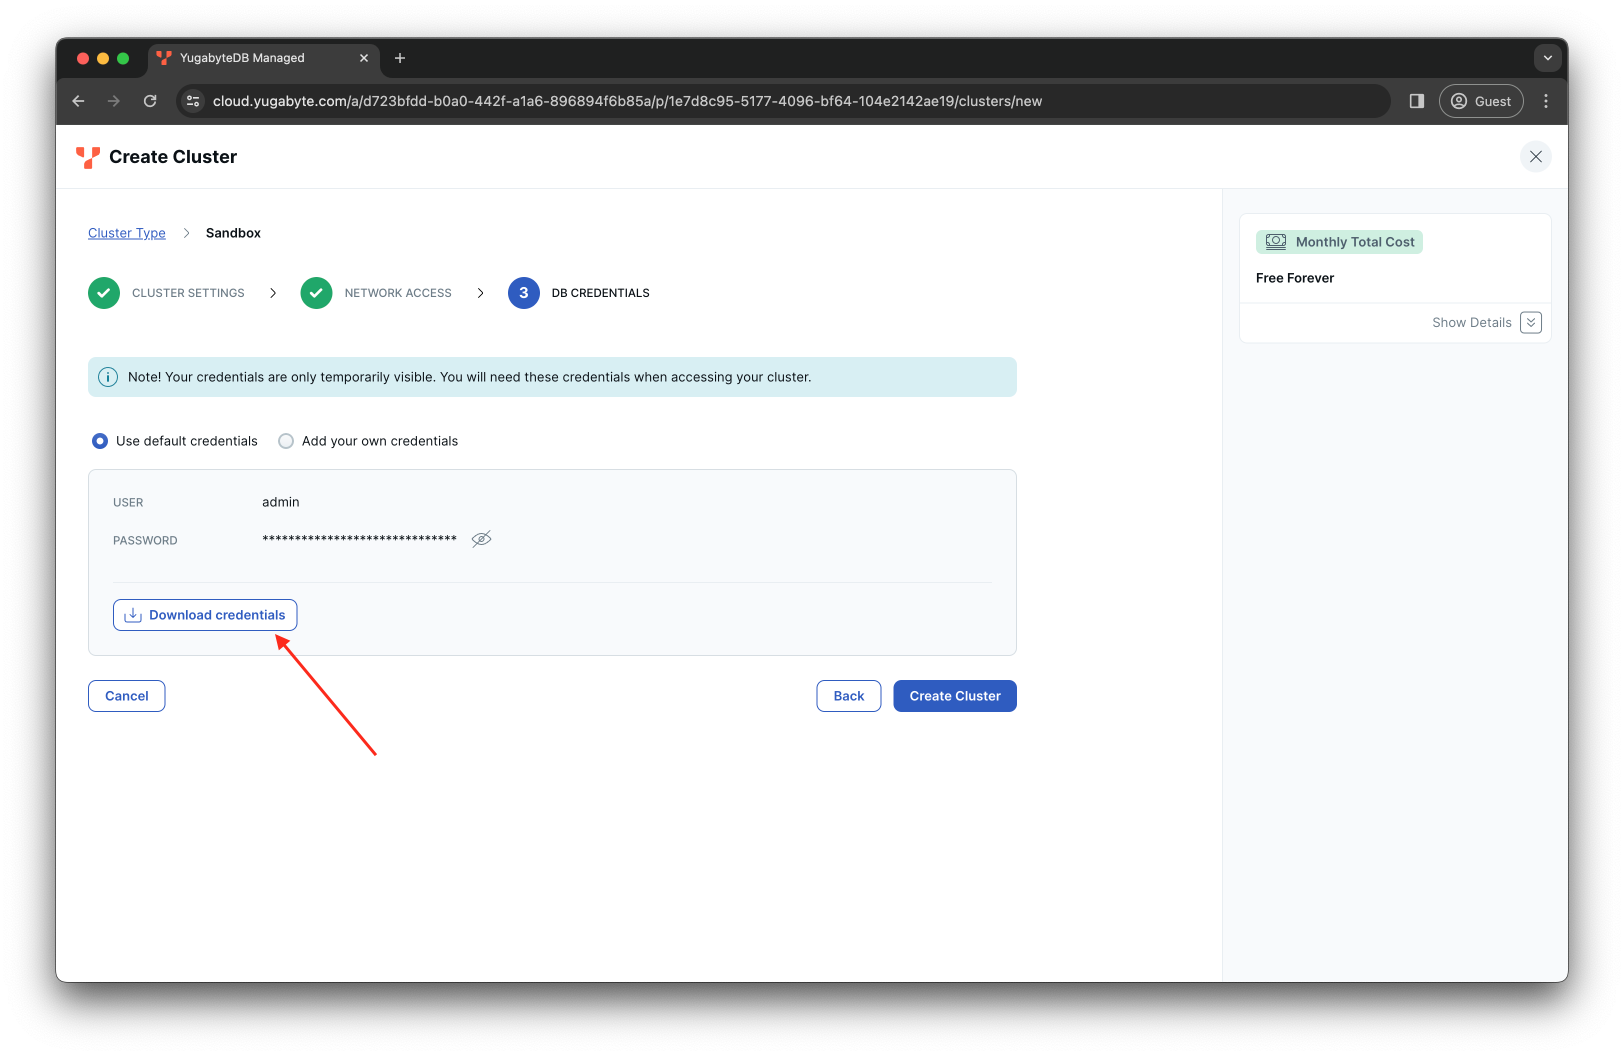 YugabyteDB Managed
cloud.yugabyte.com/a/d723bfdd-b0a0-442f-a1a6-896894f6b85a/p/1e7d8c95-5177-4096-bf64-104e2142ae19/clusters/new
Guest
Create Cluster
Cluster Type > Sandbox
CLUSTER SETTINGS > NETWORK ACCESS > 3 DB CREDENTIALS
Note! Your credentials are only temporarily visible. You will need these credentials when accessing your cluster.
Use default credentials Add your own credentials
USER admin
PASSWORD ******************************
Download credentials
Cancel Back Create Cluster
Monthly Total Cost
Free Forever
Show Details